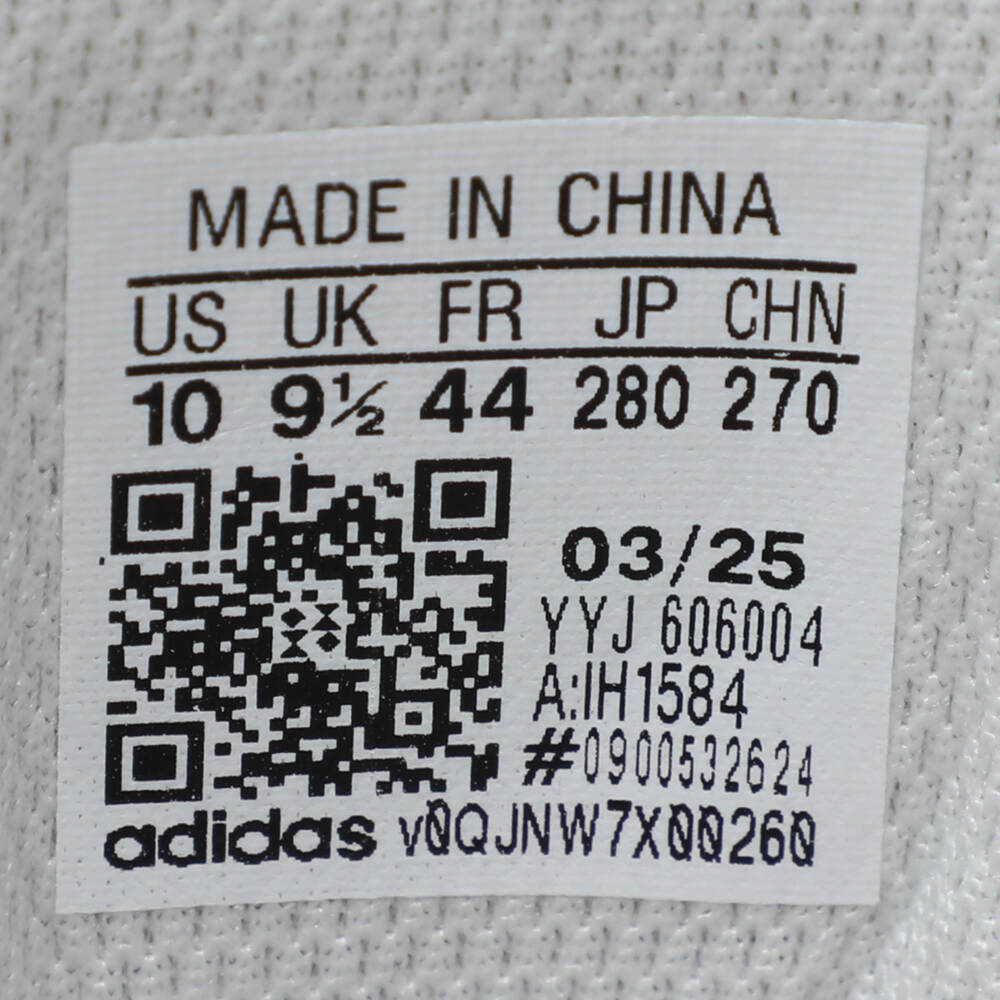 MADE IN CHINA
US UK FR JP CHN
10 9½ 44 280 270
03/25
YYJ 606004
A:IH1584
#0900532624
adidas v0QJNW7X00260